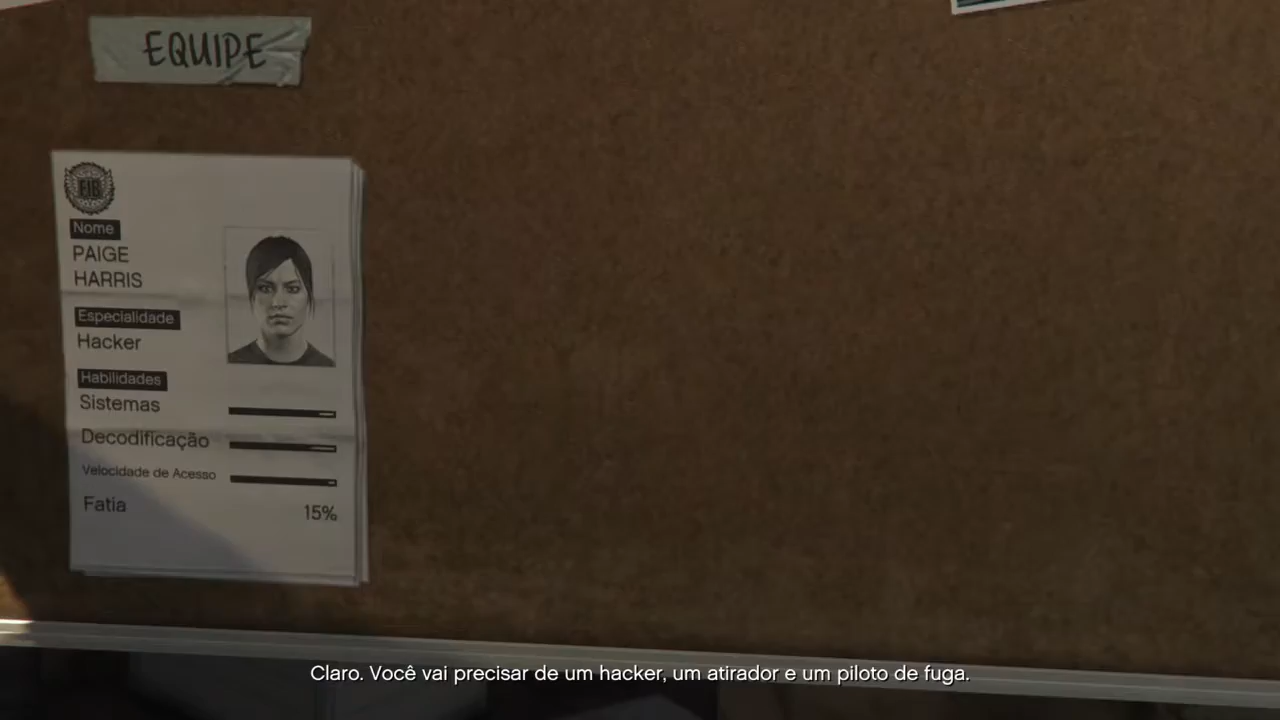 EQUIPE
FIB
Nome
PAIGE
HARRIS
Especialidade
Hacker
Habilidades
Sistemas
Decodificação
Velocidade de Acesso
Fatia 15%
Claro. Você vai precisar de um hacker, um atirador e um piloto de fuga.